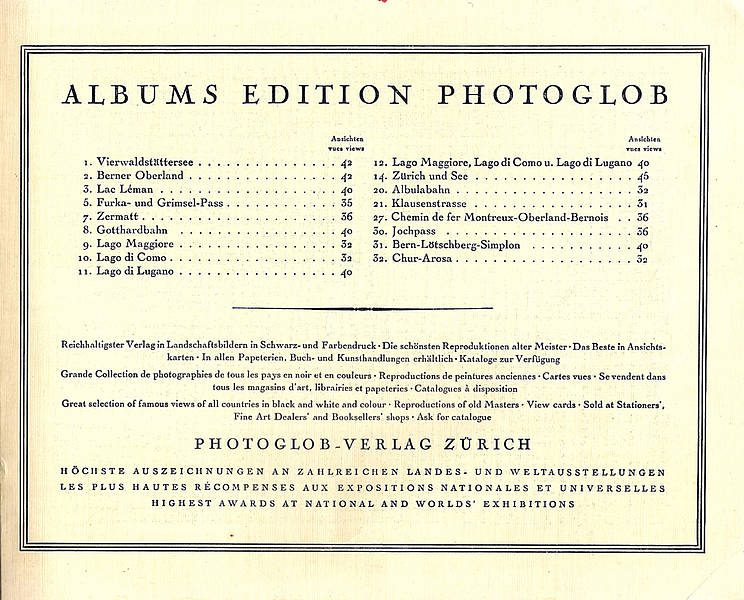 ALBUMS EDITION PHOTOGLOB
Ansichten
vues views
1. Vierwaldstättersee . . . . . . . . . . . . . . . 42
2. Berner Oberland . . . . . . . . . . . . . . . 42
3. Lac Léman . . . . . . . . . . . . . . . . . . 40
5. Furka- und Grimsel-Pass . . . . . . . . . . . 35
7. Zermatt . . . . . . . . . . . . . . . . . . . 36
8. Gotthardbahn . . . . . . . . . . . . . . . . 40
9. Lago Maggiore . . . . . . . . . . . . . . . . 32
10. Lago di Como . . . . . . . . . . . . . . . . 32
11. Lago di Lugano . . . . . . . . . . . . . . . 40
Ansichten
vues views
12. Lago Maggiore, Lago di Como u. Lago di Lugano 40
14. Zürich und See . . . . . . . . . . . . . . . 45
20. Albulabahn . . . . . . . . . . . . . . . . . 32
21. Klausenstrasse . . . . . . . . . . . . . . . 31
27. Chemin de fer Montreux-Oberland-Bernois . . 36
30. Jochpass . . . . . . . . . . . . . . . . . . 36
31. Bern-Lötschberg-Simplon . . . . . . . . . . 40
32. Chur-Arosa . . . . . . . . . . . . . . . . . 32
Reichhaltigster Verlag in Landschaftsbildern in Schwarz- und Farbendruck · Die schönsten Reproduktionen alter Meister · Das Beste in Ansichts-
karten · In allen Papeterien, Buch- und Kunsthandlungen erhältlich · Kataloge zur Verfügung
Grande Collection de photographies de tous les pays en noir et en couleurs · Reproductions de peintures anciennes · Cartes vues · Se vendent dans
tous les magasins d'art, librairies et papeteries · Catalogues à disposition
Great selection of famous views of all countries in black and white and colour · Reproductions of old Masters · View cards · Sold at Stationers',
Fine Art Dealers' and Booksellers' shops · Ask for catalogue
PHOTOGLOB-VERLAG ZÜRICH
HÖCHSTE AUSZEICHNUNGEN AN ZAHLREICHEN LANDES- UND WELTAUSSTELLUNGEN
LES PLUS HAUTES RÉCOMPENSES AUX EXPOSITIONS NATIONALES ET UNIVERSELLES
HIGHEST AWARDS AT NATIONAL AND WORLDS' EXHIBITIONS